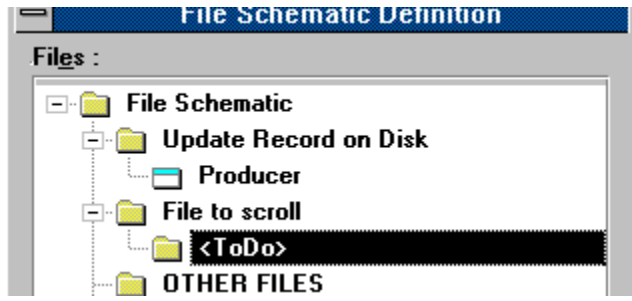 File Schematic Definition
Files :
File Schematic
Update Record on Disk
Producer
File to scroll
<ToDo>
OTHER FILES